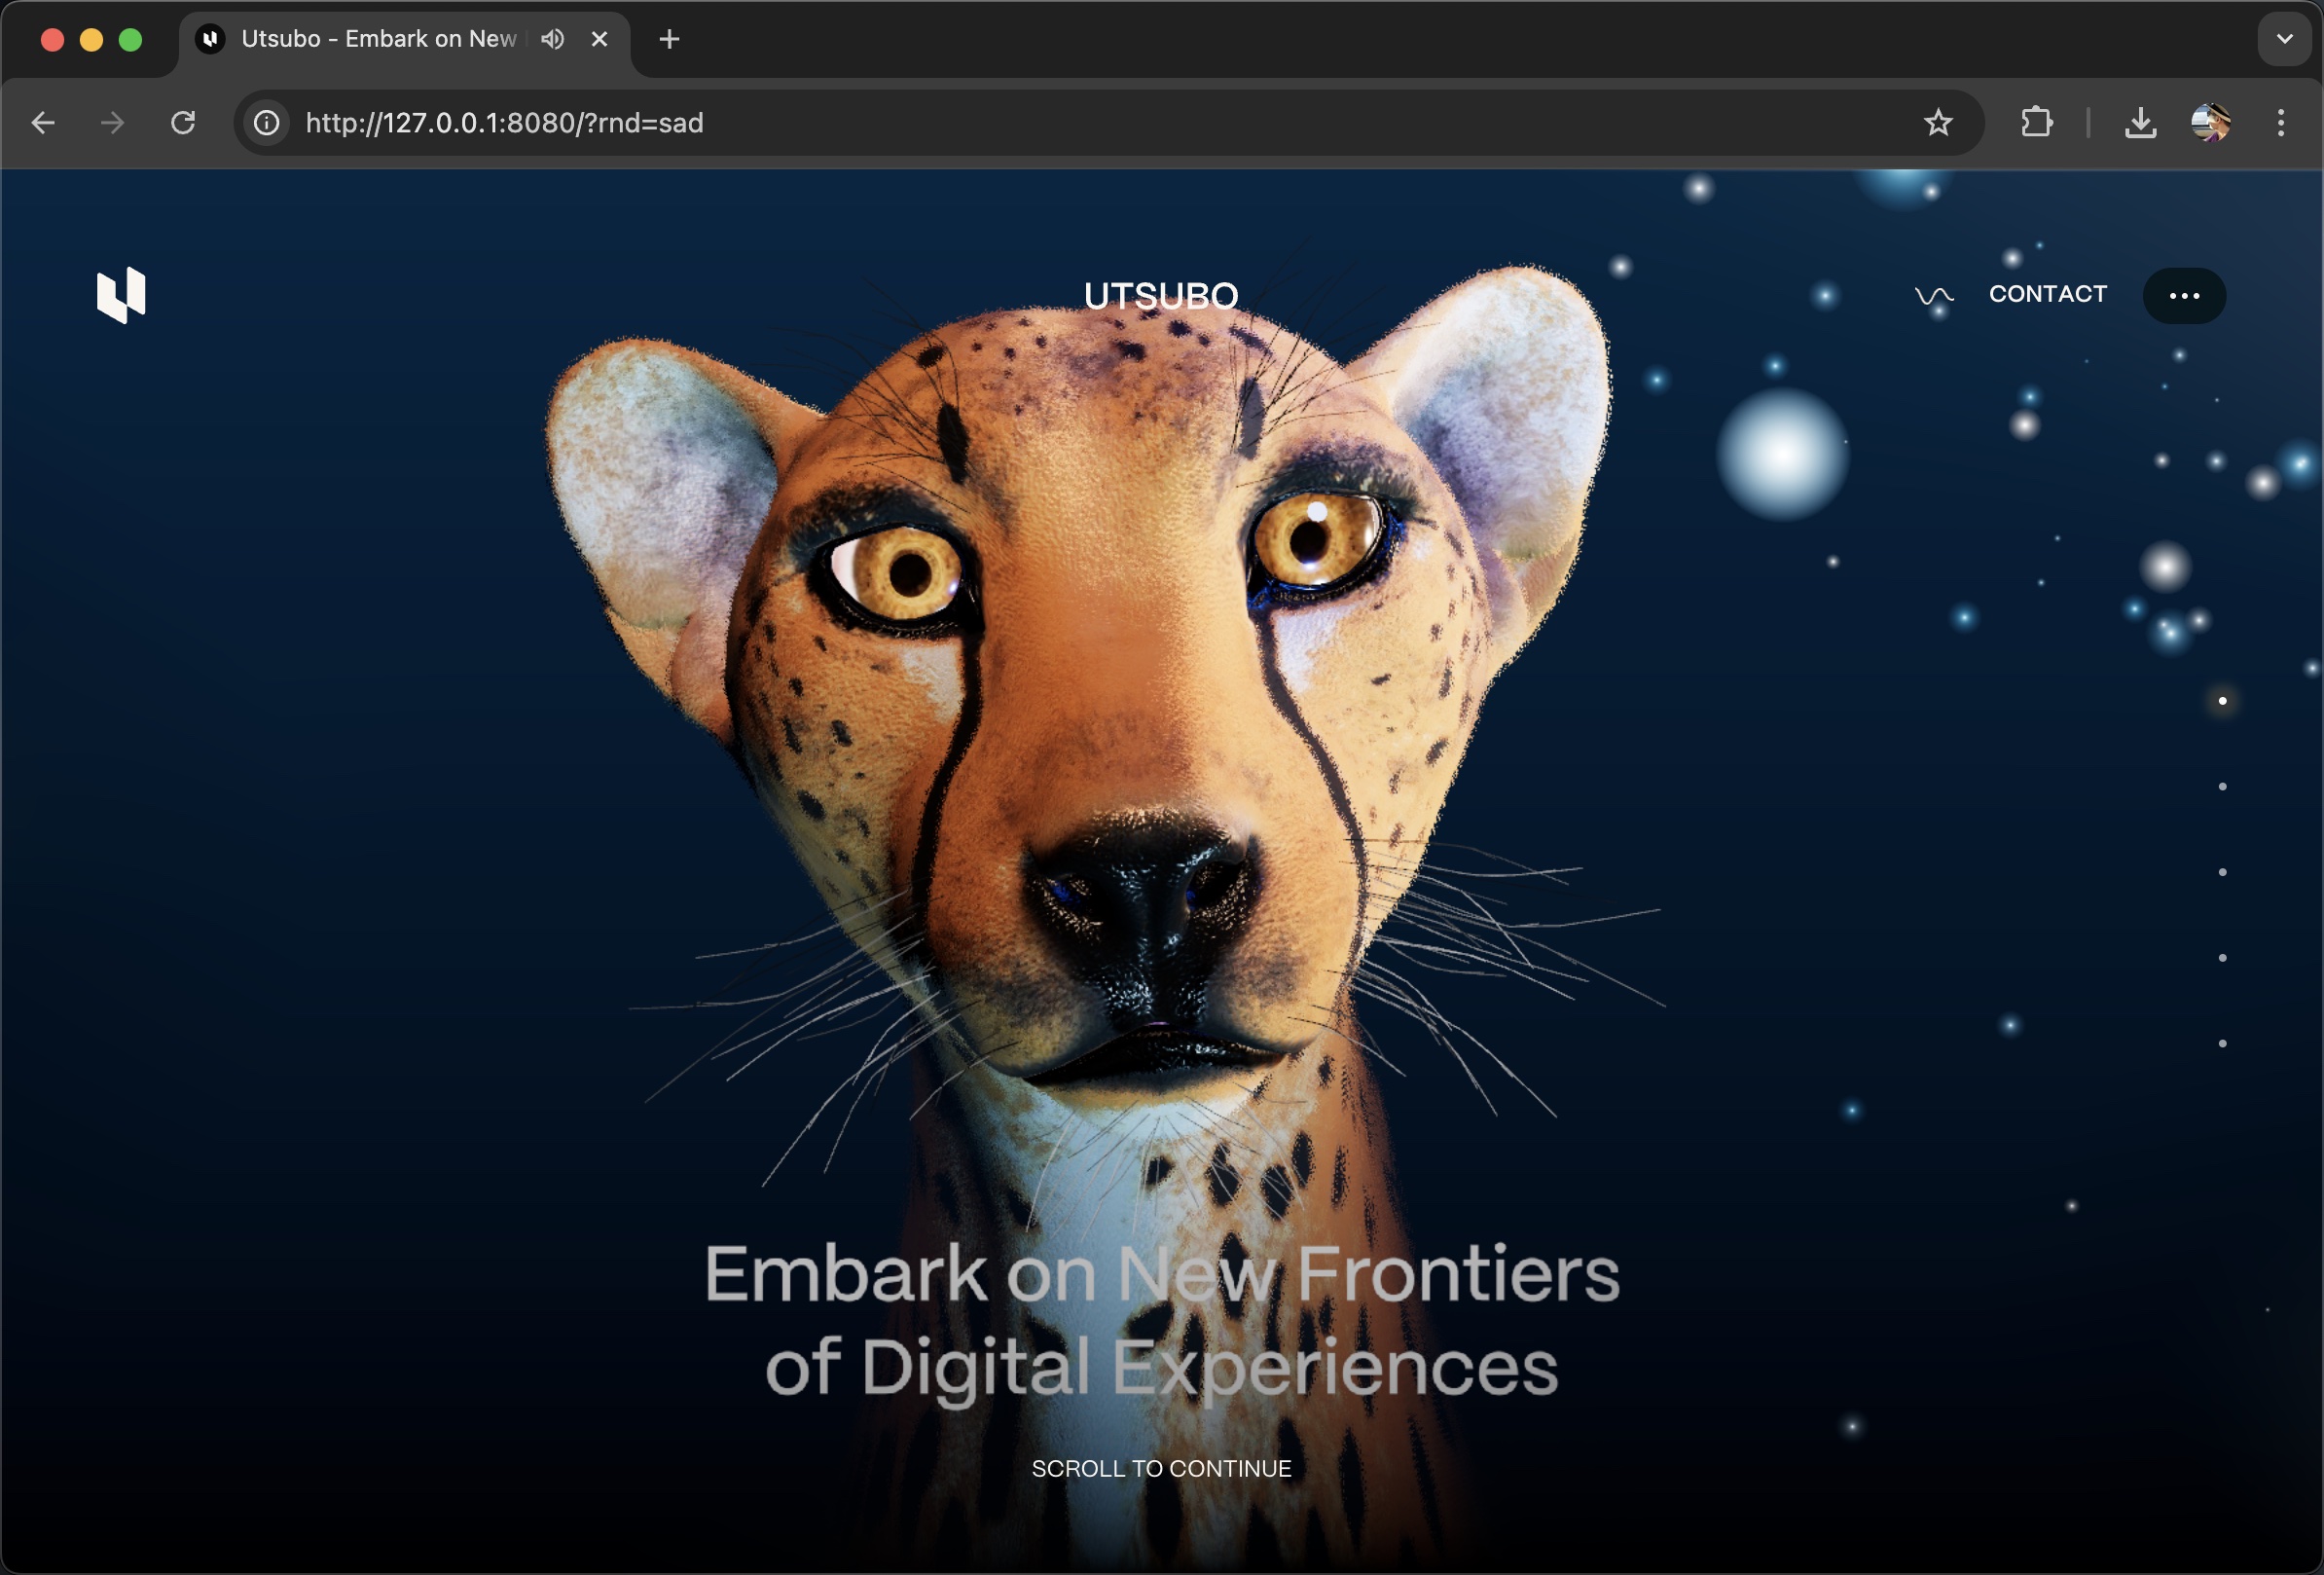 Utsubo - Embark on New
http://127.0.0.1:8080/?rnd=sad
UTSUBO
CONTACT
Embark on New Frontiers
of Digital Experiences
SCROLL TO CONTINUE